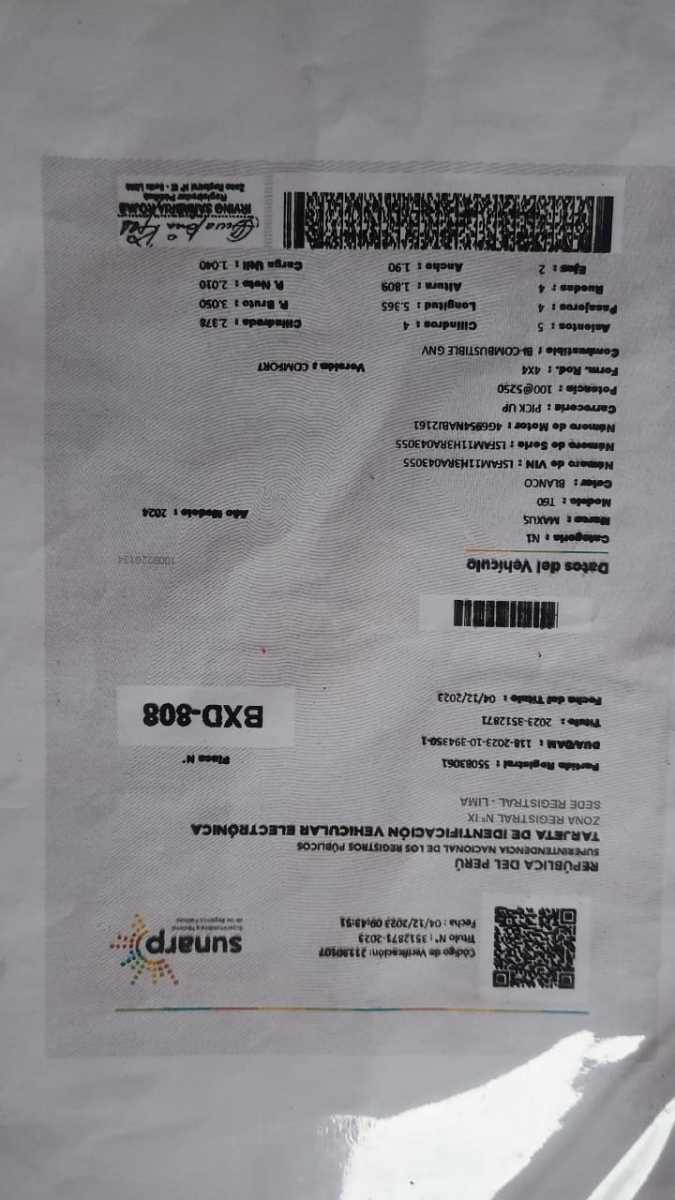 Código de Verificación: 21180107
Título N° : 3512871-2023
Fecha : 04/12/2023 09:43:51
sunarp
Superintendencia Nacional
de los Registros Públicos
REPÚBLICA DEL PERÚ
SUPERINTENDENCIA NACIONAL DE LOS REGISTROS PÚBLICOS
TARJETA DE IDENTIFICACIÓN VEHICULAR ELECTRÓNICA
ZONA REGISTRAL N° IX
SEDE REGISTRAL - LIMA
Partida Registral : 55083061
DUA/DAM : 118-2023-10-394350-1
Título : 2023-3512871
Fecha del Título : 04/12/2023
Placa N°
BXD-808
Datos del Vehículo
1009226134
Categoría : N1
Marca : MAXUS
Año Modelo : 2024
Modelo : T60
Color : BLANCO
Número de VIN : LSFAM11H3RA043055
Número de Serie : LSFAM11H3RA043055
Número de Motor : 4G6954NABJ2161
Carrocería : PICK UP
Potencia : 100@5250
Form. Rod. : 4X4
Versión : COMFORT
Combustible : BI-COMBUSTIBLE GNV
Asientos : 5 Cilindros : 4 Cilindrada : 2.378
Pasajeros : 4 Longitud : 5.365 P. Bruto : 3.050
Ruedas : 4 Altura : 1.809 P. Neto : 2.010
Ejes : 2 Ancho : 1.90 Carga Util : 1.040
Registrador Público
Zona Registral N° IX - Sede Lima